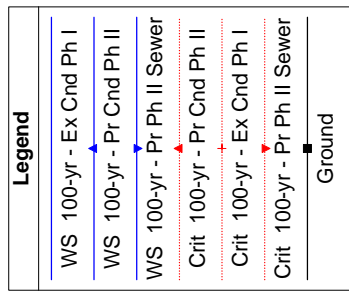 Legend
WS 100-yr - Ex Cnd Ph I
WS 100-yr - Pr Cnd Ph II
WS 100-yr - Pr Ph II Sewer
Crit 100-yr - Pr Cnd Ph II
Crit 100-yr - Ex Cnd Ph I
Crit 100-yr - Pr Ph II Sewer
Ground